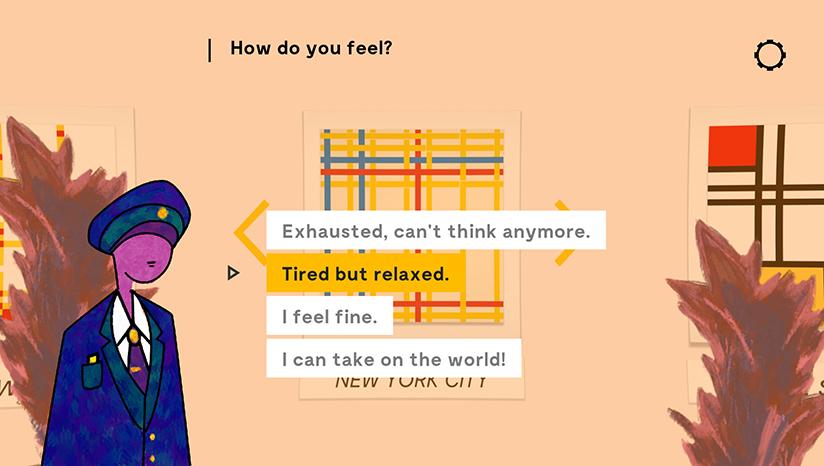 How do you feel?
Exhausted, can't think anymore.
Tired but relaxed.
I feel fine.
I can take on the world!
NEW YORK CITY